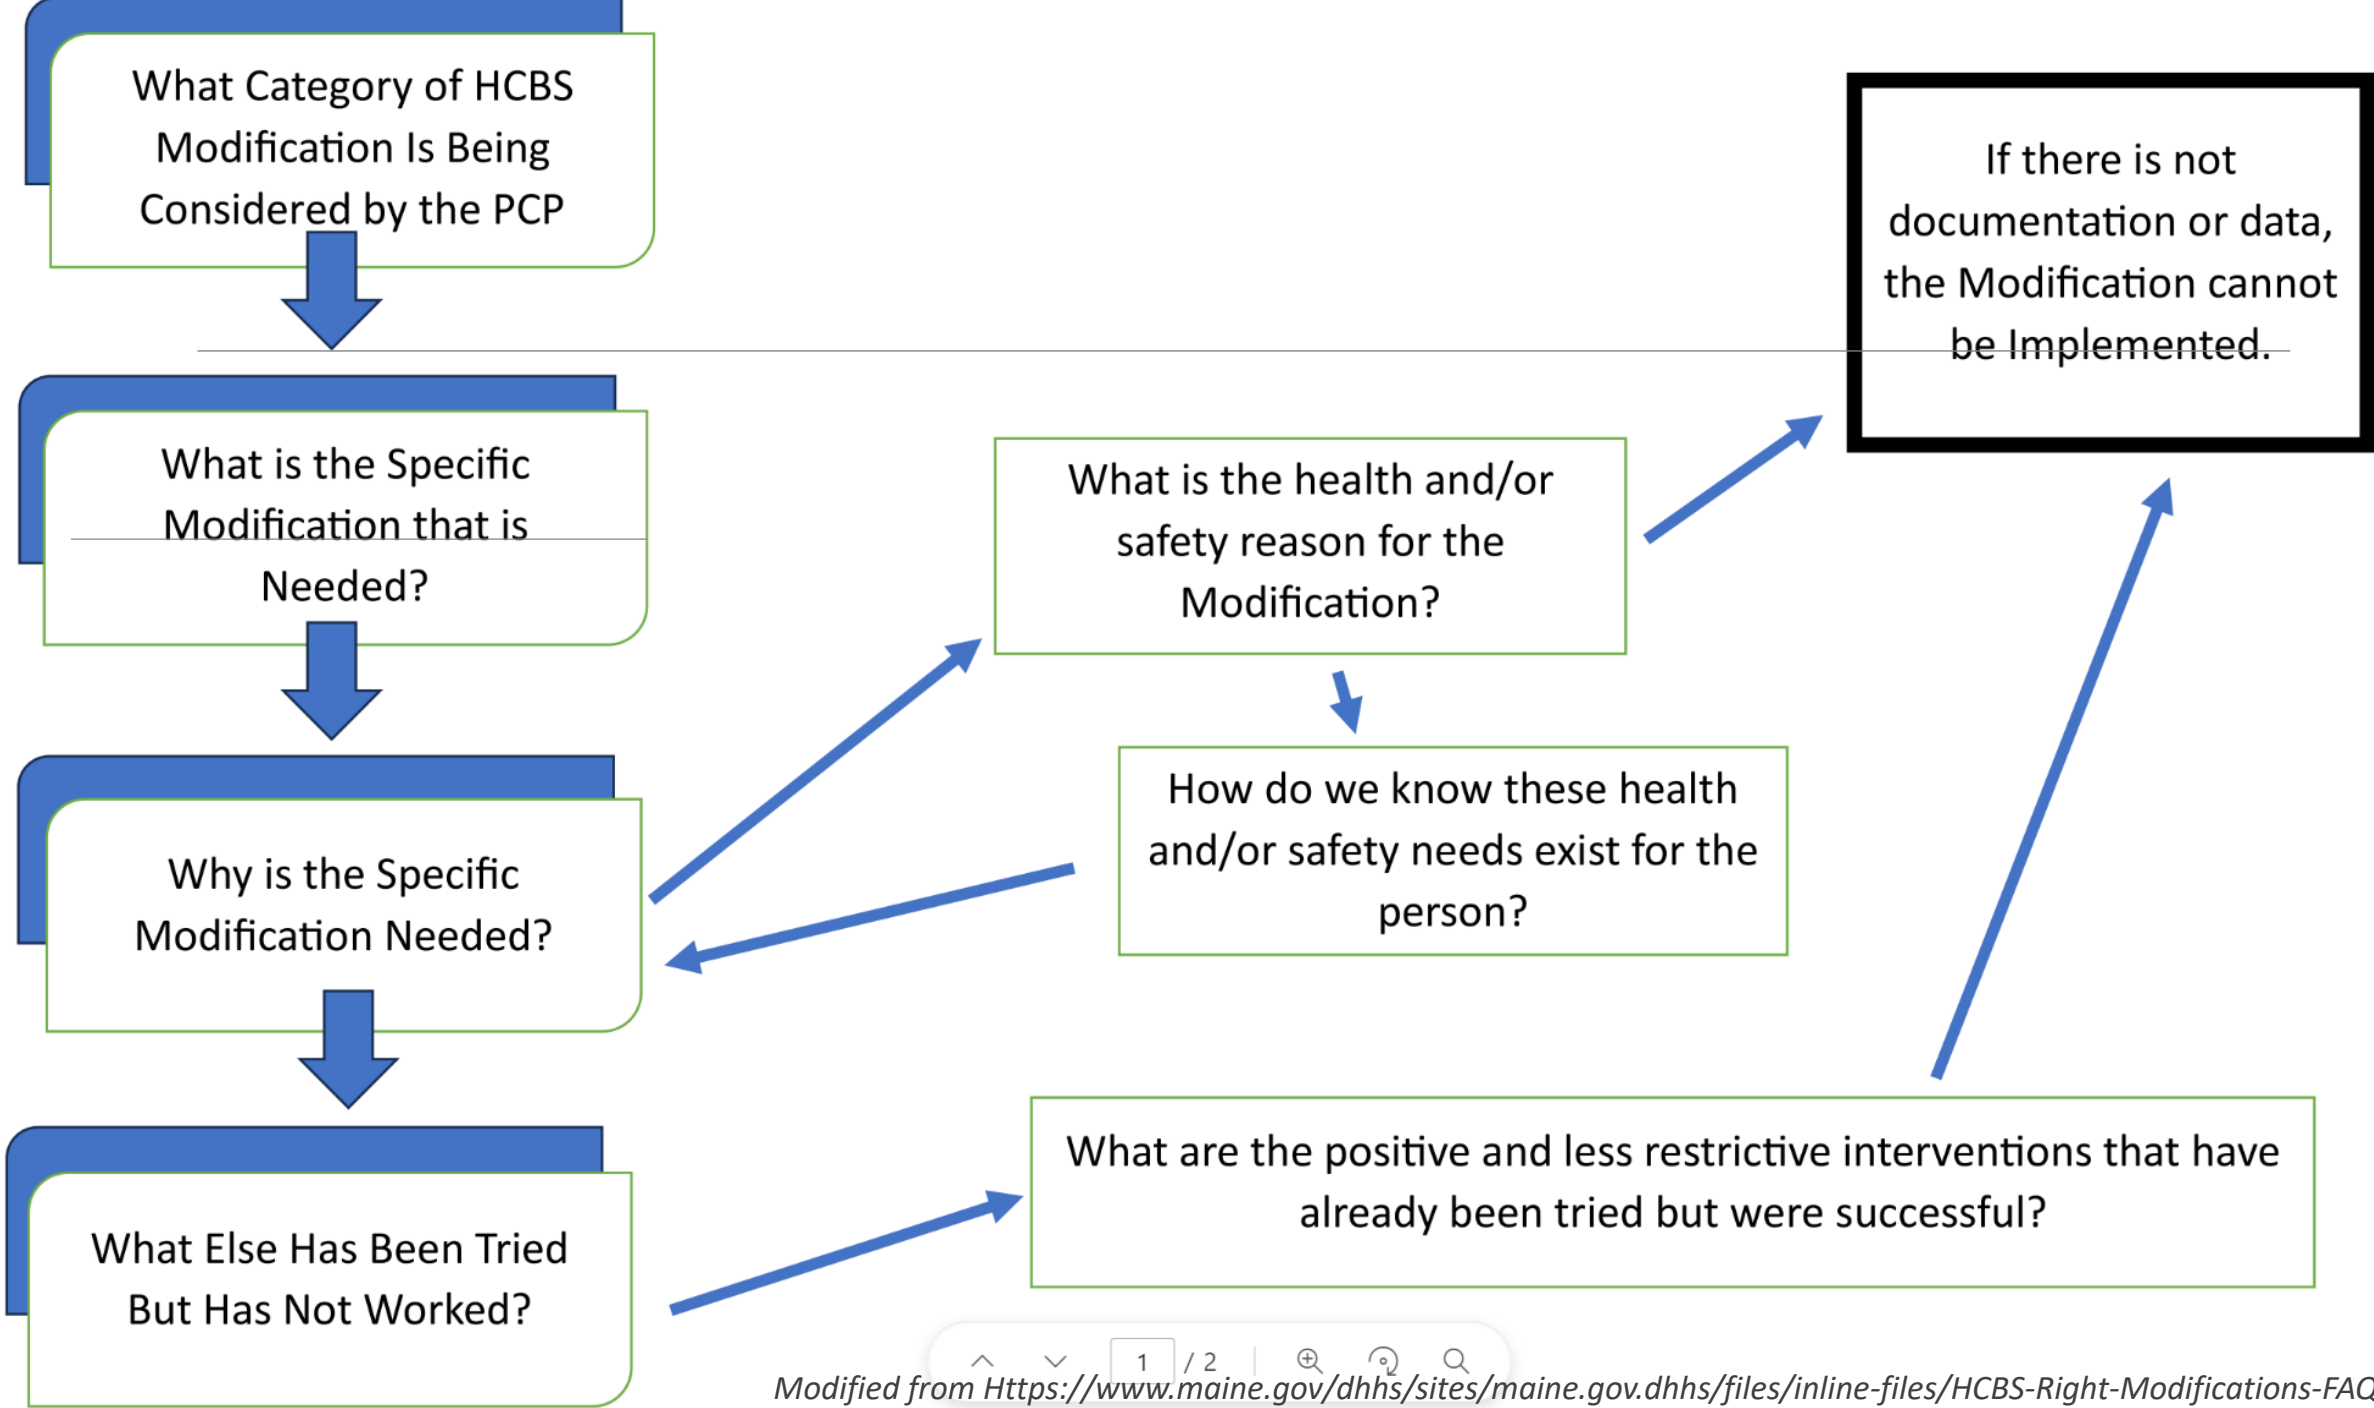 What Category of HCBS
Modification Is Being
Considered by the PCP
If there is not
documentation or data,
the Modification cannot
be Implemented.
What is the Specific
Modification that is
Needed?
What is the health and/or
safety reason for the
Modification?
How do we know these health
and/or safety needs exist for the
person?
Why is the Specific
Modification Needed?
What are the positive and less restrictive interventions that have
already been tried but were successful?
What Else Has Been Tried
But Has Not Worked?
1 / 2
Modified from Https://www.maine.gov/dhhs/sites/maine.gov.dhhs/files/inline-files/HCBS-Right-Modifications-FAQ